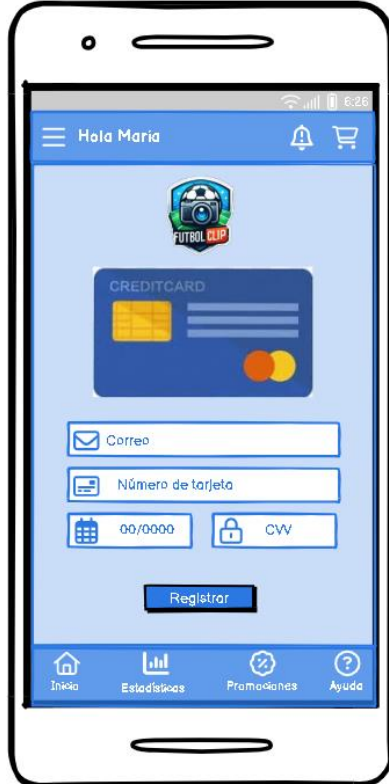 6:26
Hola Maria
FUTBOL CLIP
CREDITCARD
Correo
Número de tarjeta
00/0000 CVV
Registrar
Inicio Estadísticas Promociones Ayuda